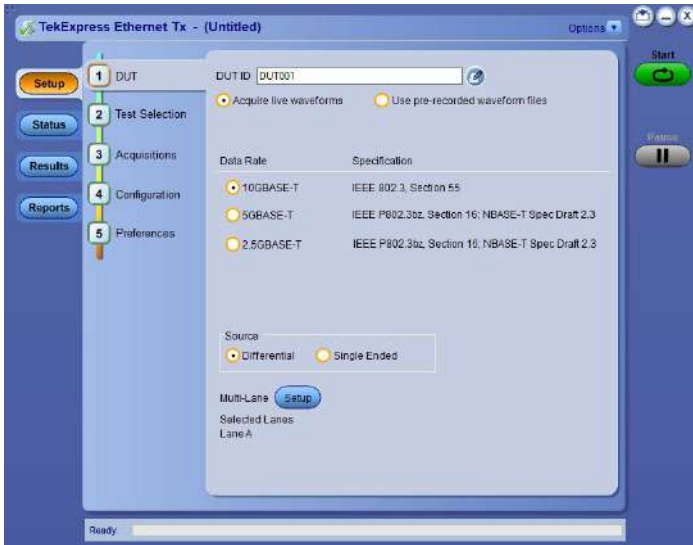 TekExpress Ethernet Tx - (Untitled)
Options
Start
Pause
Setup
Status
Results
Reports
1 DUT
2 Test Selection
3 Acquisitions
4 Configuration
5 Preferences
DUT ID DUT001
Acquire live waveforms Use pre-recorded waveform files
Data Rate Specification
10GBASE-T IEEE 802.3, Section 55
5GBASE-T IEEE P802.3bz, Section 16; NBASE-T Spec Draft 2.3
2.5GBASE-T IEEE P802.3bz, Section 16; NBASE-T Spec Draft 2.3
Source
Differential Single Ended
Multi-Lane Setup
Selected Lanes
Lane A
Ready.